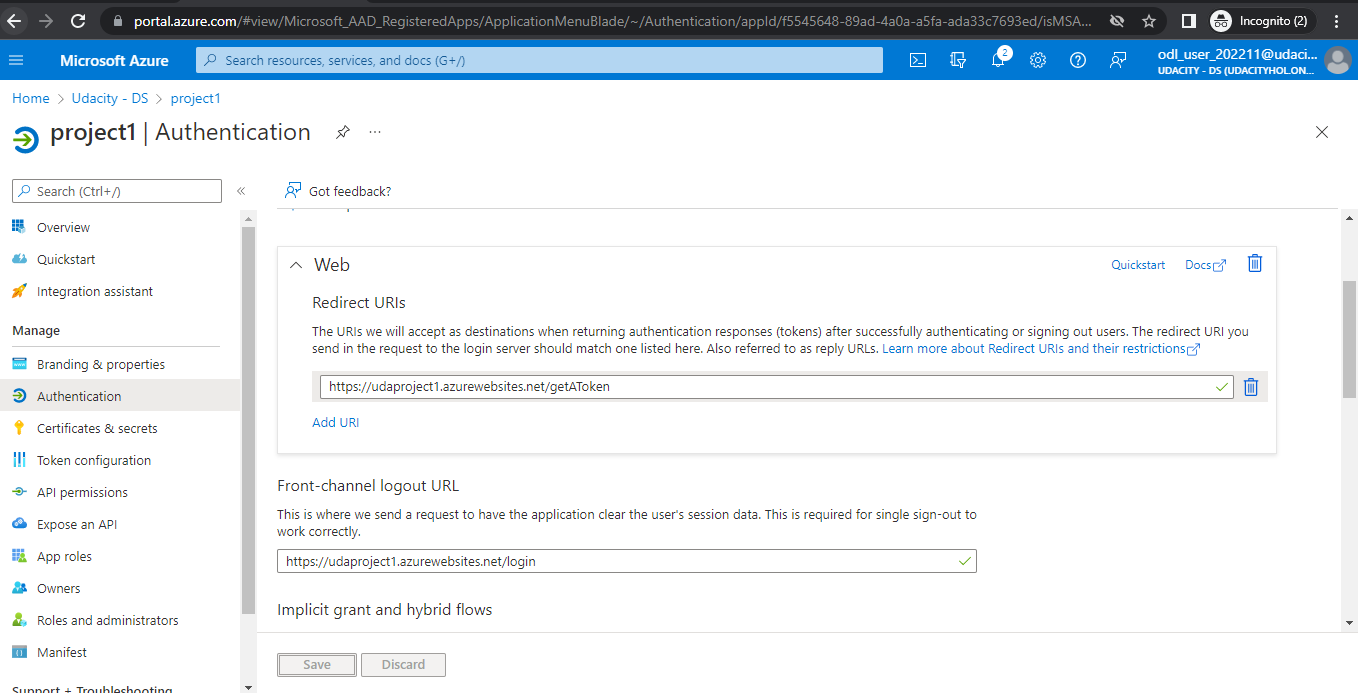 portal.azure.com/#view/Microsoft_AAD_RegisteredApps/ApplicationMenuBlade/~/Authentication/appId/f5545648-89ad-4a0a-a5fa-ada33c7693ed/isMSA...
Incognito (2)
Microsoft Azure
Search resources, services, and docs (G+/)
2
odl_user_202211@udaci...
UDACITY - DS (UDACITYHOL.ON...
Home > Udacity - DS > project1
project1 | Authentication
...
Search (Ctrl+/)
«
Got feedback?
Overview
Quickstart
Integration assistant
Manage
Branding & properties
Authentication
Certificates & secrets
Token configuration
API permissions
Expose an API
App roles
Owners
Roles and administrators
Manifest
Support + Troubleshooting
Web
Quickstart
Docs
Redirect URIs
The URIs we will accept as destinations when returning authentication responses (tokens) after successfully authenticating or signing out users. The redirect URI you
send in the request to the login server should match one listed here. Also referred to as reply URLs. Learn more about Redirect URIs and their restrictions
https://udaproject1.azurewebsites.net/getAToken
Add URI
Front-channel logout URL
This is where we send a request to have the application clear the user's session data. This is required for single sign-out to
work correctly.
https://udaproject1.azurewebsites.net/login
Implicit grant and hybrid flows
Save
Discard